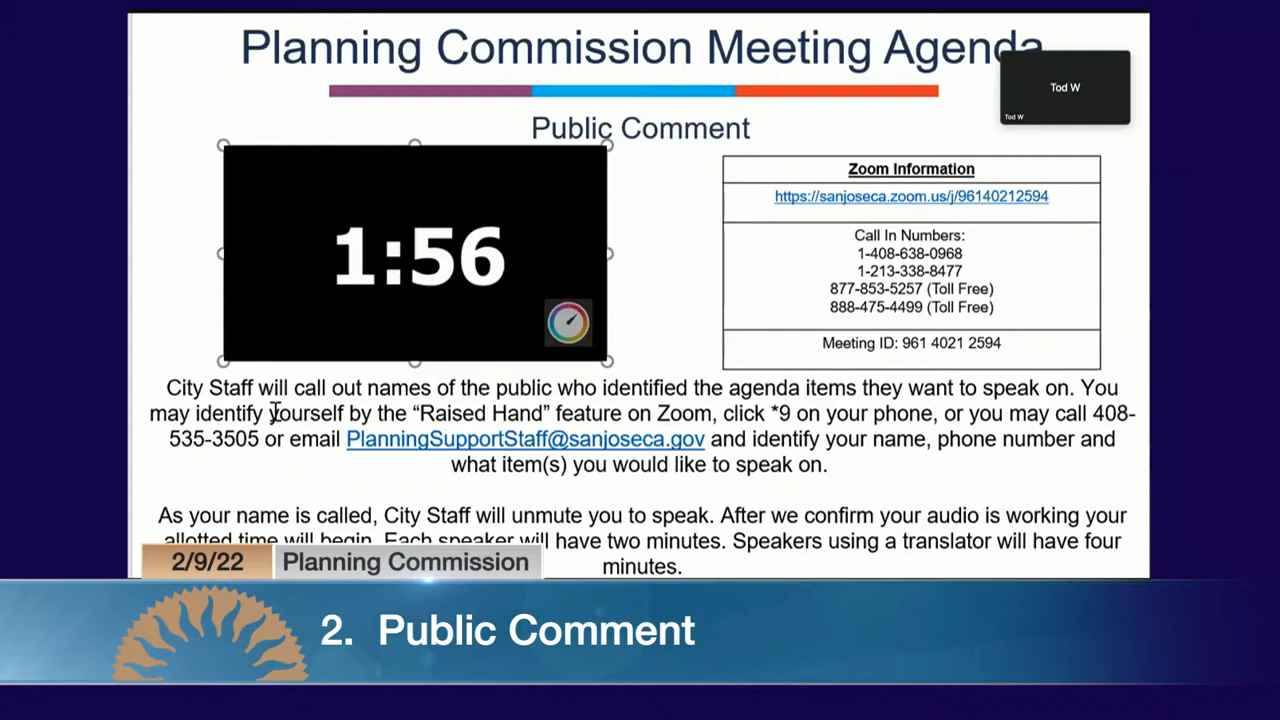 Planning Commission Meeting Agenda
Tod W
Tod W
Public Comment
1:56
Zoom Information
https://sanjoseca.zoom.us/j/96140212594
Call In Numbers:
1-408-638-0968
1-213-338-8477
877-853-5257 (Toll Free)
888-475-4499 (Toll Free)
Meeting ID: 961 4021 2594
City Staff will call out names of the public who identified the agenda items they want to speak on. You
may identify yourself by the “Raised Hand” feature on Zoom, click *9 on your phone, or you may call 408-
535-3505 or email PlanningSupportStaff@sanjoseca.gov and identify your name, phone number and
what item(s) you would like to speak on.
As your name is called, City Staff will unmute you to speak. After we confirm your audio is working your
allotted time will begin. Each speaker will have two minutes. Speakers using a translator will have four
minutes.
2/9/22 Planning Commission
2. Public Comment